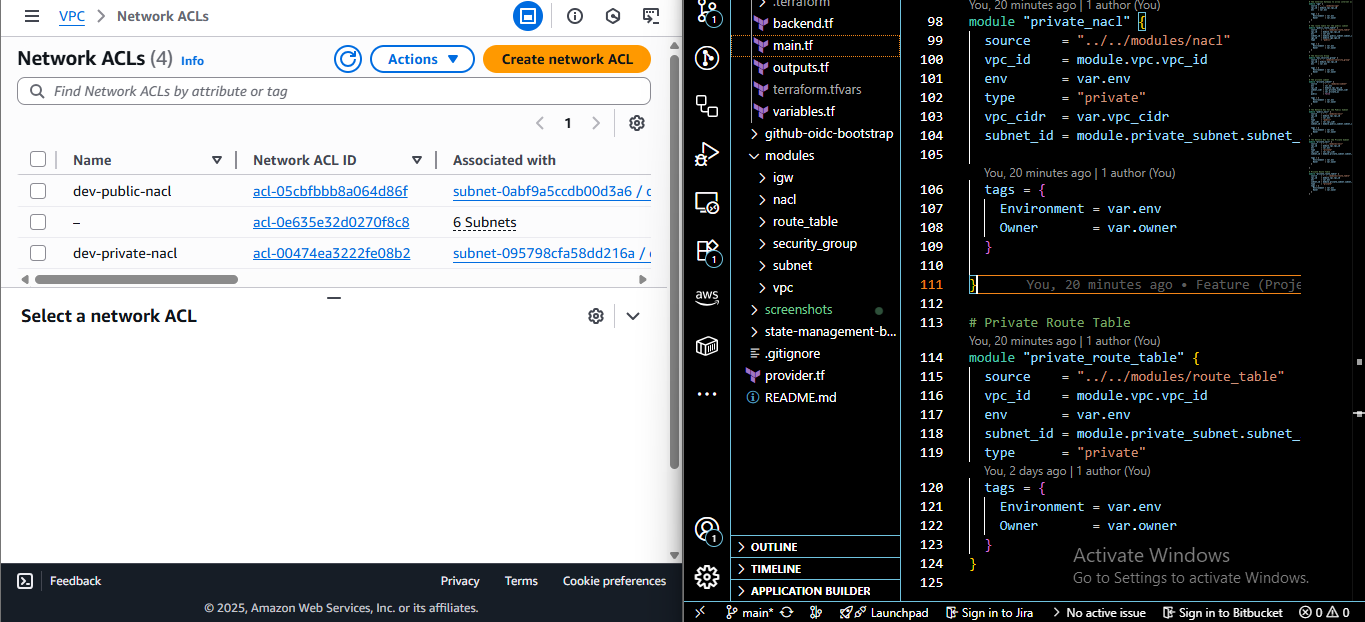 VPC > Network ACLs
Network ACLs (4) Info
Actions
Create network ACL
Find Network ACLs by attribute or tag
1
Name
Network ACL ID
Associated with
dev-public-nacl
acl-05cbfbbb8a064d86f
subnet-0abf9a5ccdb00d3a6 /
–
acl-0e635e32d0270f8c8
6 Subnets
dev-private-nacl
acl-00474ea3222fe08b2
subnet-095798cfa58dd216a /
Select a network ACL
Feedback
Privacy
Terms
Cookie preferences
© 2025, Amazon Web Services, Inc. or its affiliates.
1
1
aws
1
.terraform
backend.tf
main.tf
outputs.tf
terraform.tfvars
variables.tf
github-oidc-bootstrap
modules
igw
nacl
route_table
security_group
subnet
vpc
screenshots
state-management-b...
.gitignore
provider.tf
README.md
OUTLINE
TIMELINE
APPLICATION BUILDER
You, 20 minutes ago | 1 author (You)
98 module "private_nacl" {
99 source = "../../modules/nacl"
100 vpc_id = module.vpc.vpc_id
101 env = var.env
102 type = "private"
103 vpc_cidr = var.vpc_cidr
104 subnet_id = module.private_subnet.subnet_
105
You, 20 minutes ago | 1 author (You)
106 tags = {
107 Environment = var.env
108 Owner = var.owner
109 }
110
111 } You, 20 minutes ago • Feature (Proje
112
113 # Private Route Table
You, 20 minutes ago | 1 author (You)
114 module "private_route_table" {
115 source = "../../modules/route_table"
116 vpc_id = module.vpc.vpc_id
117 env = var.env
118 subnet_id = module.private_subnet.subnet_
119 type = "private"
You, 2 days ago | 1 author (You)
120 tags = {
121 Environment = var.env
122 Owner = var.owner
123 }
124 }
125
Activate Windows
Go to Settings to activate Windows.
main* Launchpad Sign in to Jira > No active issue Sign in to Bitbucket 0 0